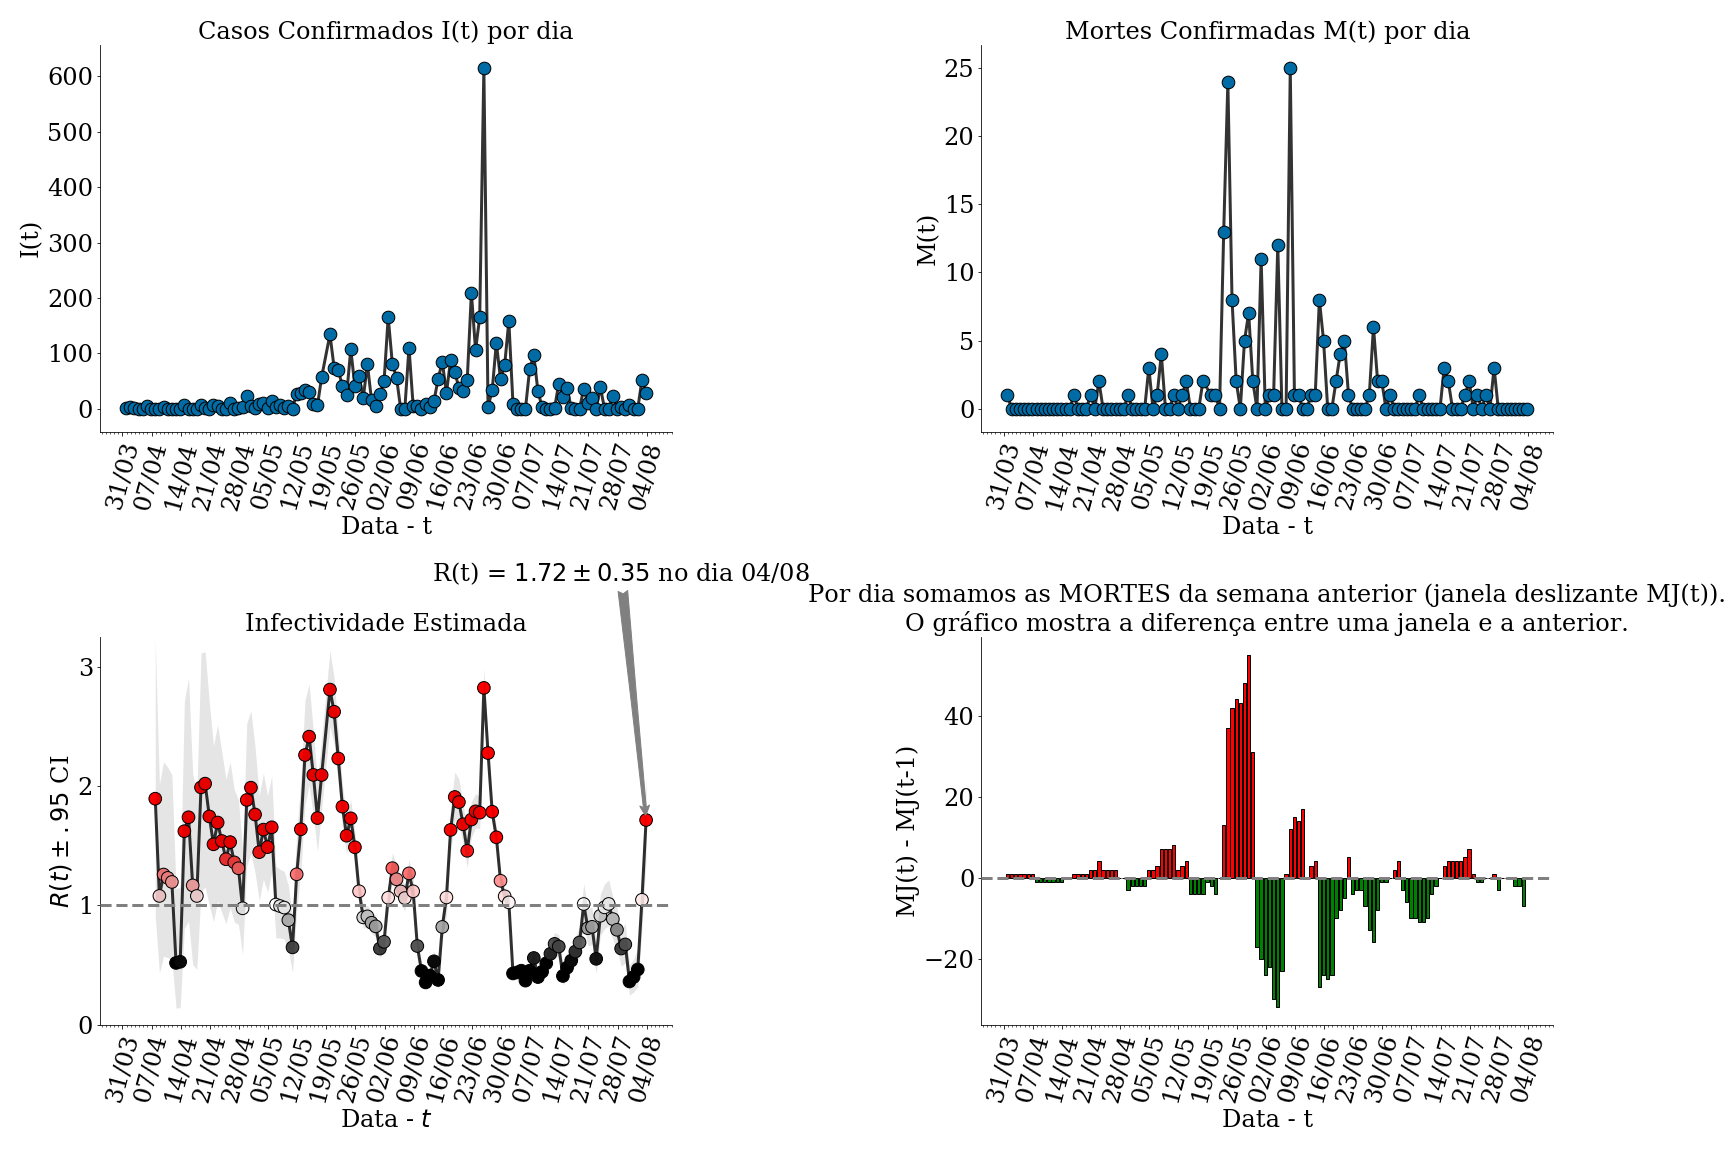 Casos Confirmados I(t) por dia
I(t)
600
500
400
300
200
100
0
31/03 07/04 14/04 21/04 28/04 05/05 12/05 19/05 26/05 02/06 09/06 16/06 23/06 30/06 07/07 14/07 21/07 28/07 04/08
Data - t
Mortes Confirmadas M(t) por dia
M(t)
25
20
15
10
5
0
31/03 07/04 14/04 21/04 28/04 05/05 12/05 19/05 26/05 02/06 09/06 16/06 23/06 30/06 07/07 14/07 21/07 28/07 04/08
Data - t
R(t) = 1.72 ± 0.35 no dia 04/08
Infectividade Estimada
R(t) ± .95 CI
3
2
1
0
31/03 07/04 14/04 21/04 28/04 05/05 12/05 19/05 26/05 02/06 09/06 16/06 23/06 30/06 07/07 14/07 21/07 28/07 04/08
Data - t
Por dia somamos as MORTES da semana anterior (janela deslizante MJ(t)).
O gráfico mostra a diferença entre uma janela e a anterior.
MJ(t) - MJ(t-1)
40
20
0
−20
31/03 07/04 14/04 21/04 28/04 05/05 12/05 19/05 26/05 02/06 09/06 16/06 23/06 30/06 07/07 14/07 21/07 28/07 04/08
Data - t